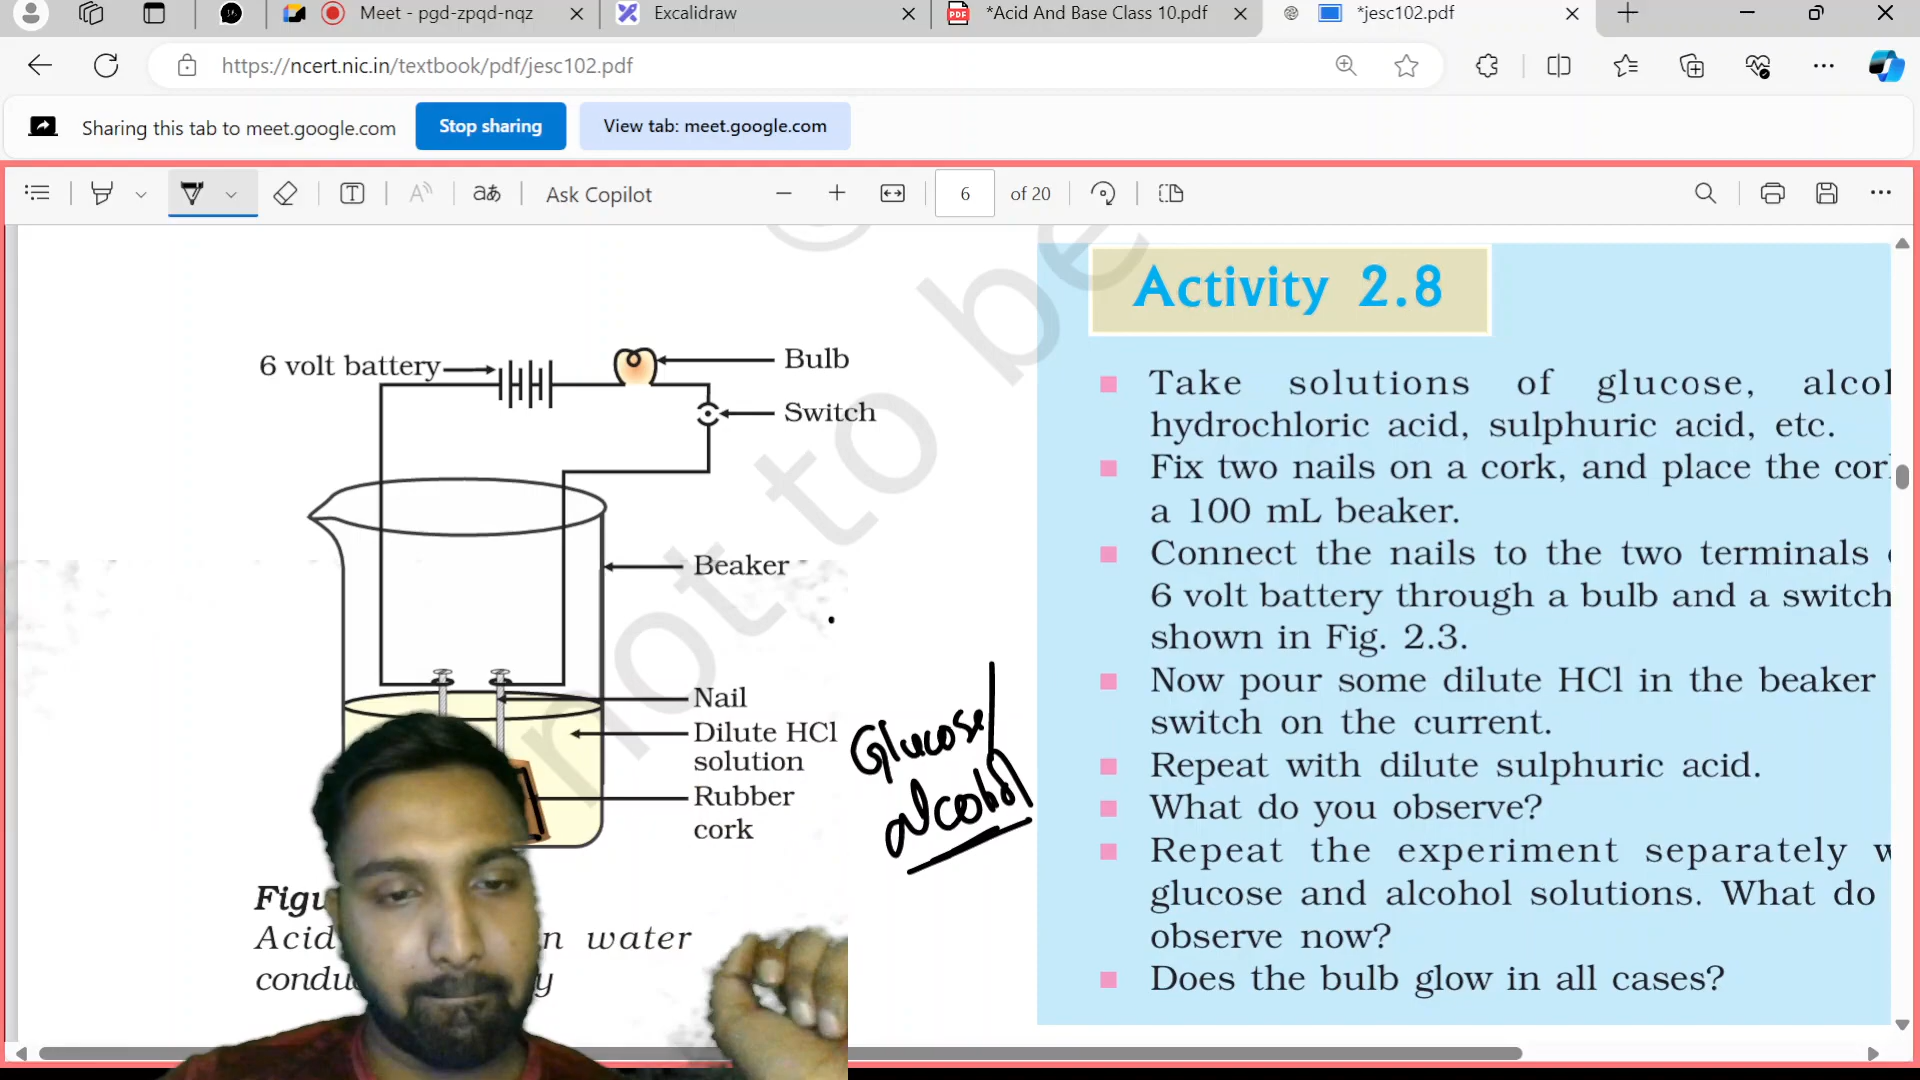 Meet - pgd-zpqd-nqz
Excalidraw
PDF
*Acid And Base Class 10.pdf
*jesc102.pdf
https://ncert.nic.in/textbook/pdf/jesc102.pdf
Sharing this tab to meet.google.com
Stop sharing
View tab: meet.google.com
Ask Copilot
6
of 20
not to be
6 volt battery
Bulb
Switch
Beaker
Nail
Dilute HCl
solution
Rubber
cork
Glucose/
alcohol
Acid
water
Activity 2.8
Take solutions of glucose,
hydrochloric acid, sulphuric acid, etc.
Fix two nails on a cork, and place the
a 100 mL beaker.
Connect the nails to the two terminals
6 volt battery through a bulb and a switch
shown in Fig. 2.3.
Now pour some dilute HCl in the beaker
switch on the current.
Repeat with dilute sulphuric acid.
What do you observe?
Repeat the experiment separately
glucose and alcohol solutions. What do
observe now?
Does the bulb glow in all cases?